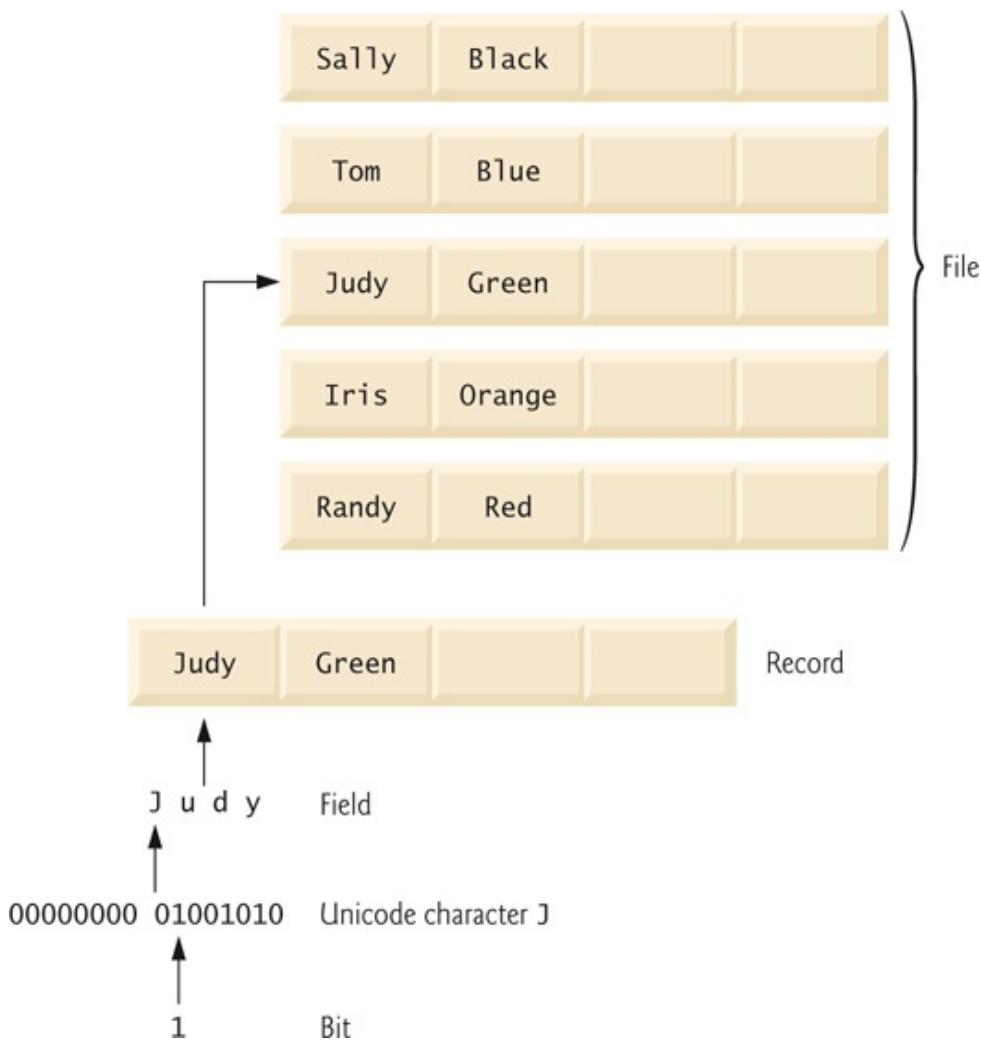 Sally Black
Tom Blue
Judy Green
File
Iris Orange
Randy Red
Judy Green Record
J u d y Field
00000000 01001010 Unicode character J
1 Bit